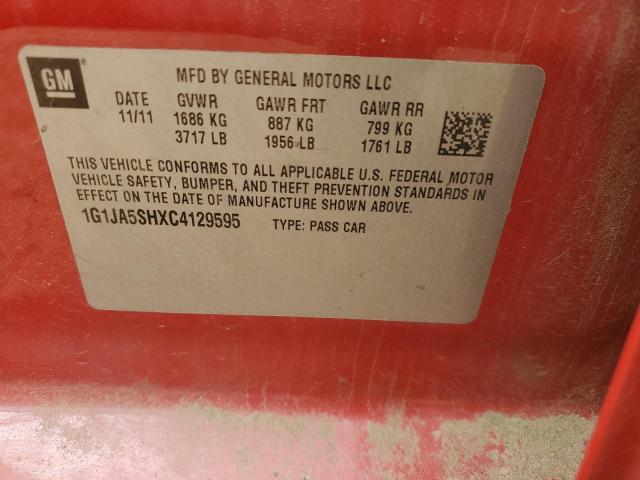 GM
MFD BY GENERAL MOTORS LLC
DATE GVWR GAWR FRT GAWR RR
11/11 1686 KG 887 KG 799 KG
3717 LB 1956 LB 1761 LB
THIS VEHICLE CONFORMS TO ALL APPLICABLE U.S. FEDERAL MOTOR
VEHICLE SAFETY, BUMPER, AND THEFT PREVENTION STANDARDS IN
EFFECT ON THE DATE OF MANUFACTURE SHOWN ABOVE.
1G1JA5SHXC4129595 TYPE: PASS CAR